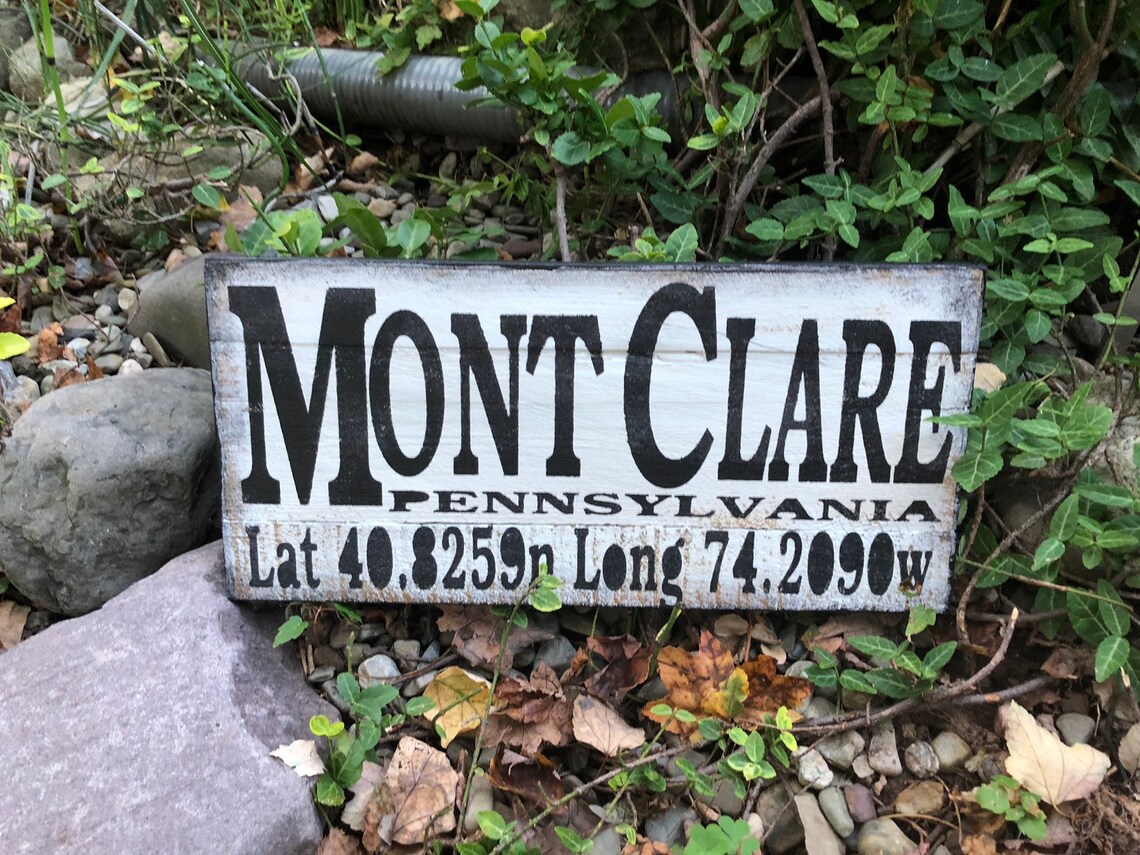 MONT CLARE
PENNSYLVANIA
Lat 40.8259n Long 74.2090w